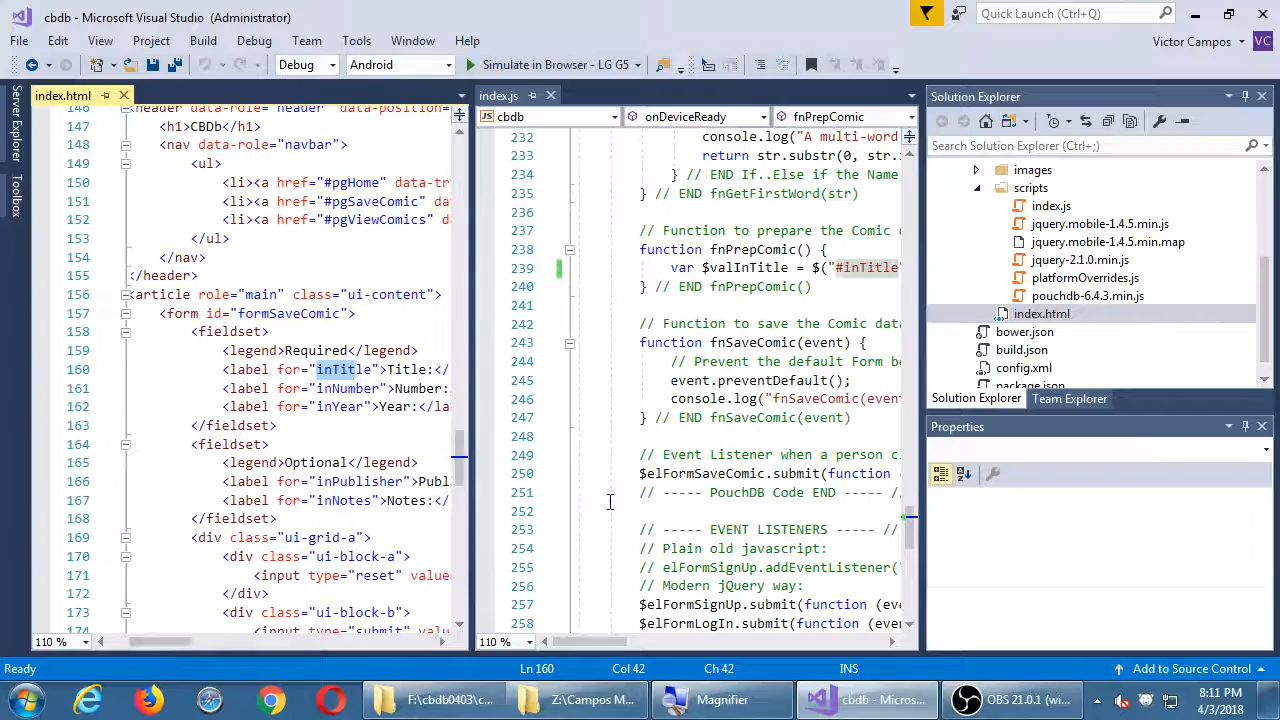 cbdb - Microsoft Visual Studio (Administrator)
Quick Launch (Ctrl+;)
File Edit View Project Build Debug Team Tools Window Help
Victor Campos VC
Debug Android Simulate in Browser - LG G5
Server Explorer
Toolbox
index.html
146 <header data-role="header" data-position=
147 <h1>CBDb</h1>
148 <nav data-role="navbar">
149 <ul>
150 <li><a href="#pgHome" data-tr
151 <li><a href="#pgSaveComic" da
152 <li><a href="#pgViewComics" d
153 </ul>
154 </nav>
155 </header>
156 <article role="main" class="ui-content">
157 <form id="formSaveComic">
158 <fieldset>
159 <legend>Required</legend>
160 <label for="inTitle">Title:</
161 <label for="inNumber">Number:
162 <label for="inYear">Year:</la
163 </fieldset>
164 <fieldset>
165 <legend>Optional</legend>
166 <label for="inPublisher">Publ
167 <label for="inNotes">Notes:</
168 </fieldset>
169 <div class="ui-grid-a">
170 <div class="ui-block-a">
171 <input type="reset" value
172 </div>
173 <div class="ui-block-b">
174 <input type="submit" valu
110 %
index.js
cbdb onDeviceReady fnPrepComic
232 console.log("A multi-word
233 return str.substr(0, str.i
234 } // END If..Else if the Name
235 } // END fnGetFirstWord(str)
236
237 // Function to prepare the Comic d
238 function fnPrepComic() {
239 var $valInTitle = $("#inTitle"
240 } // END fnPrepComic()
241
242 // Function to save the Comic data
243 function fnSaveComic(event) {
244 // Prevent the default Form be
245 event.preventDefault();
246 console.log("fnSaveComic(event
247 } // END fnSaveComic(event)
248
249 // Event Listener when a person cl
250 $elFormSaveComic.submit(function (
251 // ----- PouchDB Code END ----- //
252
253 // ----- EVENT LISTENERS ----- //
254 // Plain old javascript:
255 // elFormSignUp.addEventListener("
256 // Modern jQuery way:
257 $elFormSignUp.submit(function (eve
258 $elFormLogIn.submit(function (even
110 %
Solution Explorer
Search Solution Explorer (Ctrl+;)
images
scripts
index.js
jquery.mobile-1.4.5.min.js
jquery.mobile-1.4.5.min.map
jquery-2.1.0.min.js
platformOverrides.js
pouchdb-6.4.3.min.js
index.html
bower.json
build.json
config.xml
package.json
Solution Explorer Team Explorer
Properties
Ready Ln 160 Col 42 Ch 42 INS Add to Source Control
F:\cbdb0403\c... Z:\Campos M... Magnifier cbdb - Micros... OBS 21.0.1 (wi...
8:11 PM
4/3/2018